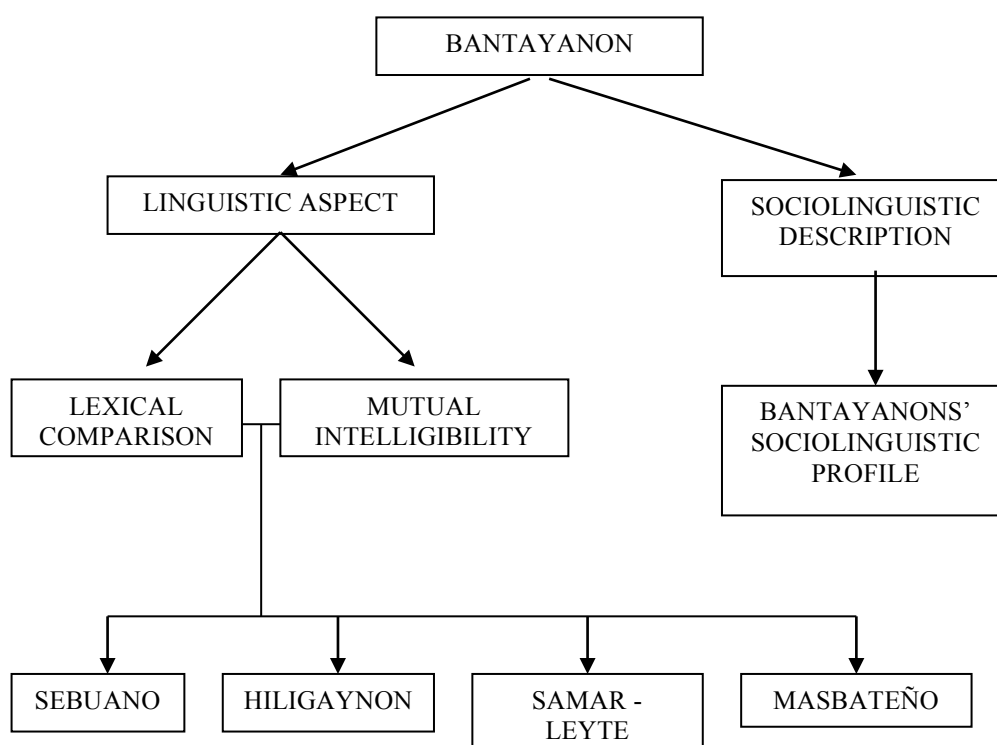 BANTAYANON
LINGUISTIC ASPECT
SOCIOLINGUISTIC
DESCRIPTION
LEXICAL
COMPARISON
MUTUAL
INTELLIGIBILITY
BANTAYANONS’
SOCIOLINGUISTIC
PROFILE
SEBUANO
HILIGAYNON
SAMAR -
LEYTE
MASBATEÑO